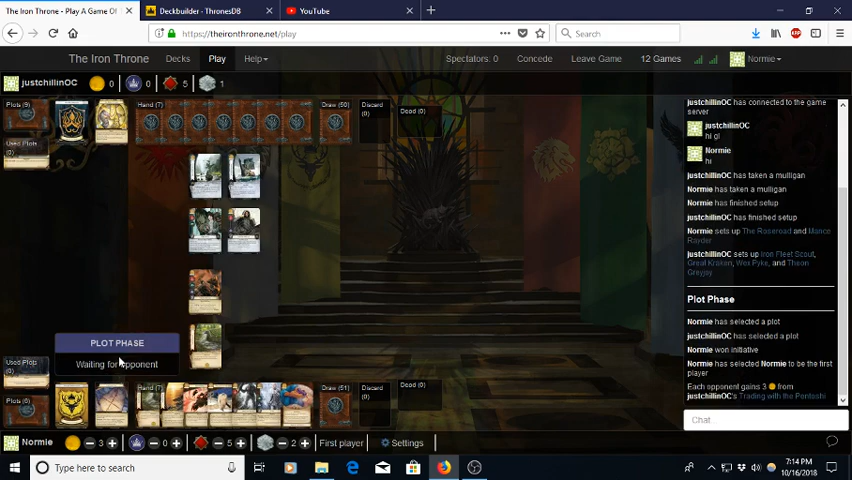 The Iron Throne - Play A Game Of
Deckbuilder - ThronesDB
YouTube
https://theironthrone.net/play
Search
The Iron Throne
Decks
Play
Help
Spectators: 0
Concede
Leave Game
12 Games
Normie
justchillinOC
0
0
5
1
Plots (9)
Hand (7)
Draw (50)
Discard (0)
Dead (0)
Used Plots (0)
has connected to the game server
justchillinOC
hi gl
Normie
hi
justchillinOC has taken a mulligan
Normie has taken a mulligan
Normie has finished setup
justchillinOC has finished setup
Normie sets up The Roseroad and Mance Rayder
justchillinOC sets up Iron Fleet Scout, Great Kraken, Wex Pyke, and Theon Greyjoy
Plot Phase
Normie has selected a plot
justchillinOC has selected a plot
Normie won initiative
Normie has selected Normie to be the first player
Each opponent gains 3 from justchillinOC's Trading with the Pentoshi
PLOT PHASE
Waiting for opponent
Used Plots (0)
Plots (6)
Hand (7)
Draw (51)
Discard (0)
Dead (0)
Normie
3
0
5
2
First player
Settings
Chat...
Type here to search
7:14 PM
10/16/2018